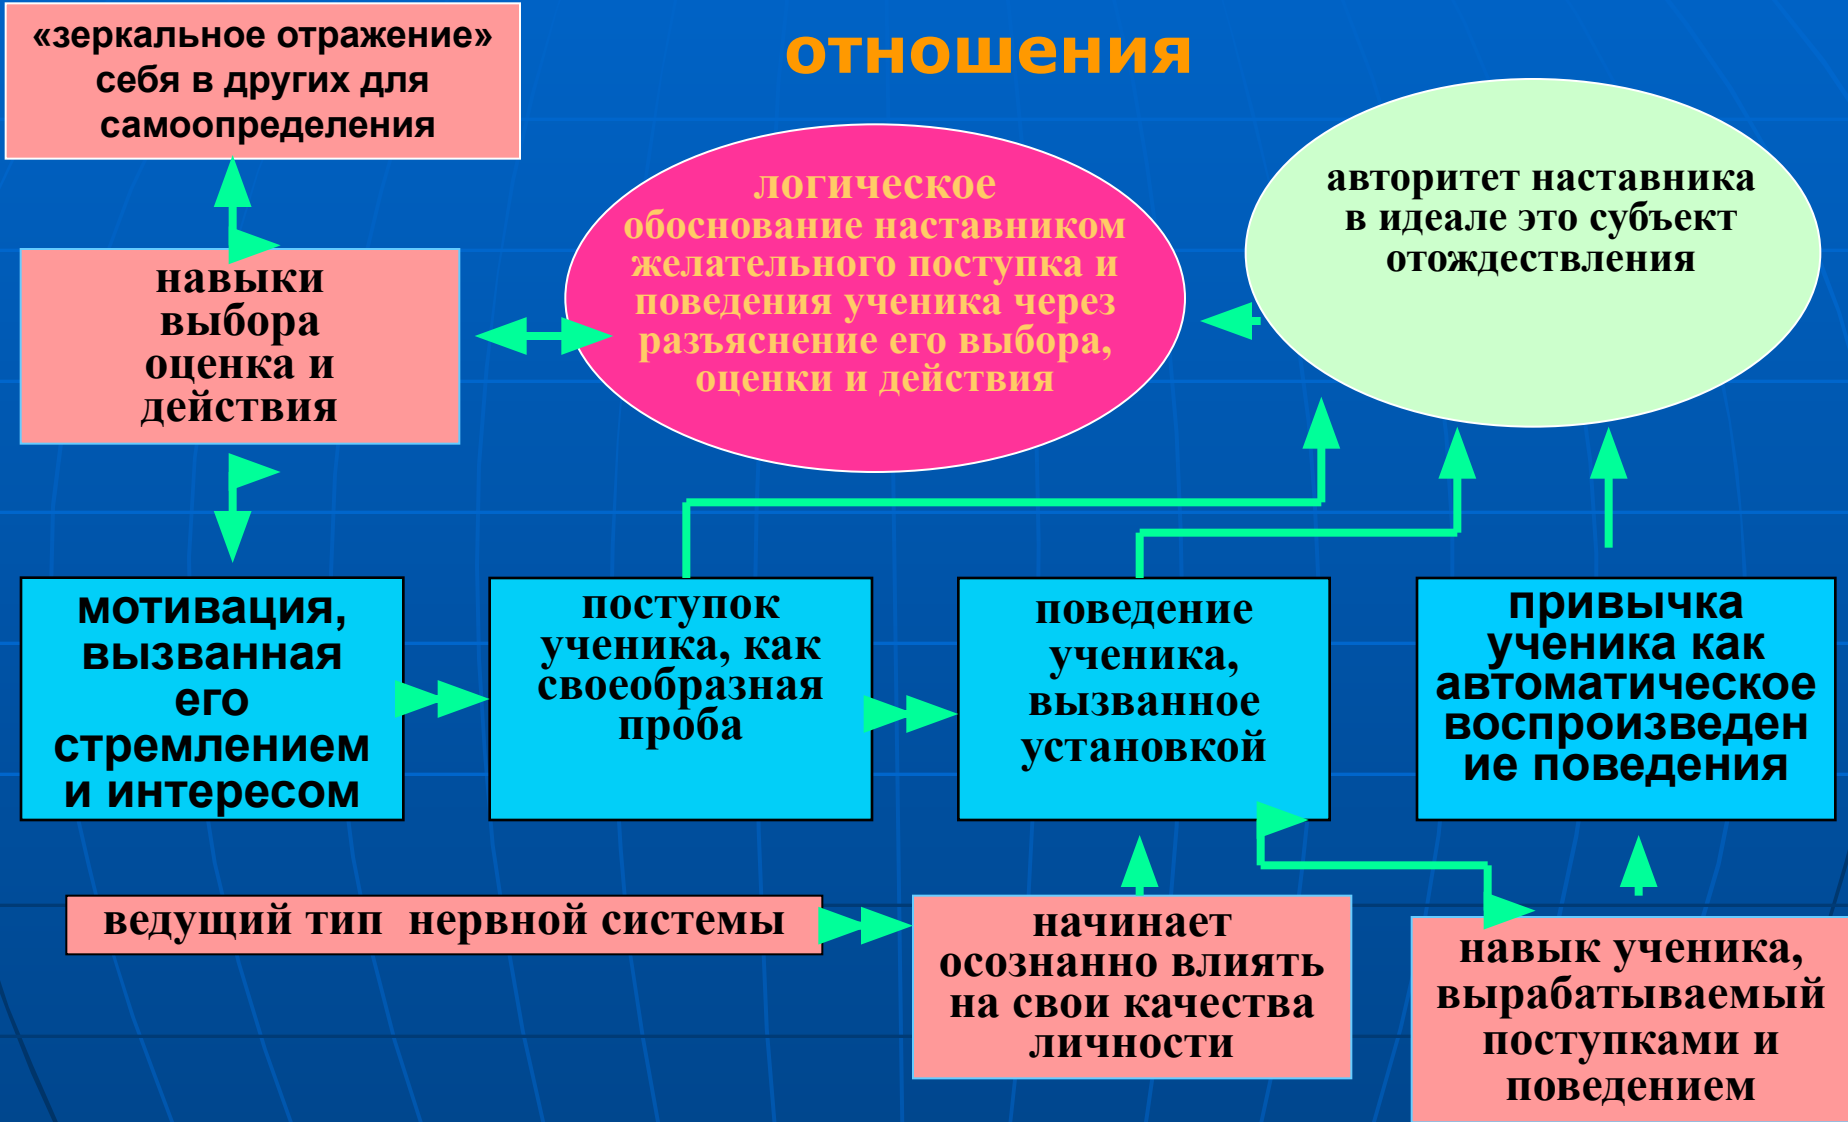 «зеркальное отражение»
себя в других для
самоопределения
отношения
логическое
обоснование наставником
желательного поступка и
поведения ученика через
разъяснение его выбора,
оценки и действия
авторитет наставника
в идеале это субъект
отождествления
навыки
выбора
оценка и
действия
мотивация,
вызванная
его
стремлением
и интересом
поступок
ученика, как
своеобразная
проба
поведение
ученика,
вызванное
установкой
привычка
ученика как
автоматическое
воспроизведен
ие поведения
ведущий тип нервной системы
начинает
осознанно влиять
на свои качества
личности
навык ученика,
вырабатываемый
поступками и
поведением